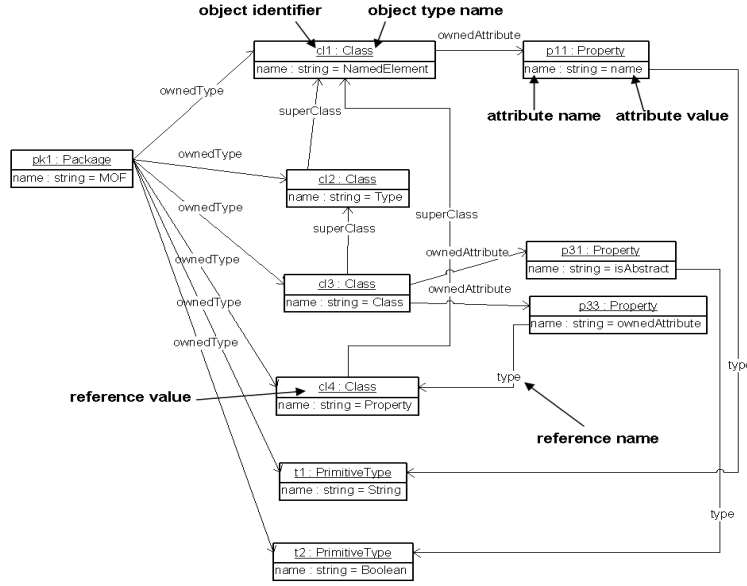 object identifier object type name
cl1 : Class
name : string = NamedElement
ownedAttribute
p11 : Property
name : string = name
attribute name attribute value
ownedType
superClass
pk1 : Package
name : string = MOF
ownedType
cl2 : Class
name : string = Type
ownedType
superClass
superClass
ownedAttribute
p31 : Property
name : string = isAbstract
ownedType
cl3 : Class
name : string = Class
ownedAttribute
p33 : Property
name : string = ownedAttribute
ownedType
ownedType
type
reference value
cl4 : Class
name : string = Property
type
reference name
t1 : PrimitiveType
name : string = String
type
t2 : PrimitiveType
name : string = Boolean